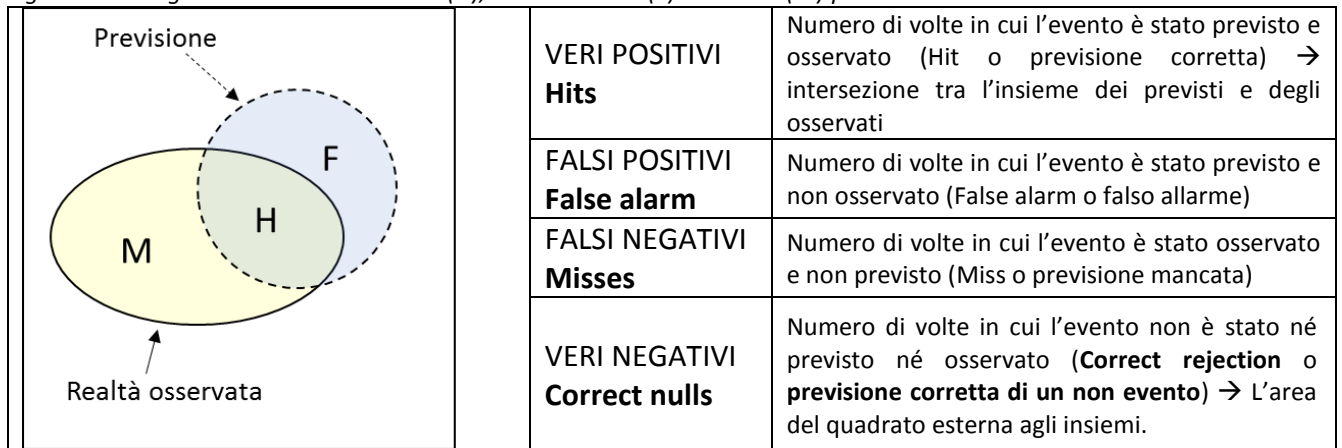 Previsione
F
H
M
Realtà osservata
VERI POSITIVI
Hits
Numero di volte in cui l’evento è stato previsto e
osservato (Hit o previsione corretta) →
intersezione tra l’insieme dei previsti e degli
osservati
FALSI POSITIVI
False alarm
Numero di volte in cui l’evento è stato previsto e
non osservato (False alarm o falso allarme)
FALSI NEGATIVI
Misses
Numero di volte in cui l’evento è stato osservato
e non previsto (Miss o previsione mancata)
VERI NEGATIVI
Correct nulls
Numero di volte in cui l’evento non è stato né
previsto né osservato (Correct rejection o
previsione corretta di un non evento) → L’area
del quadrato esterna agli insiemi.